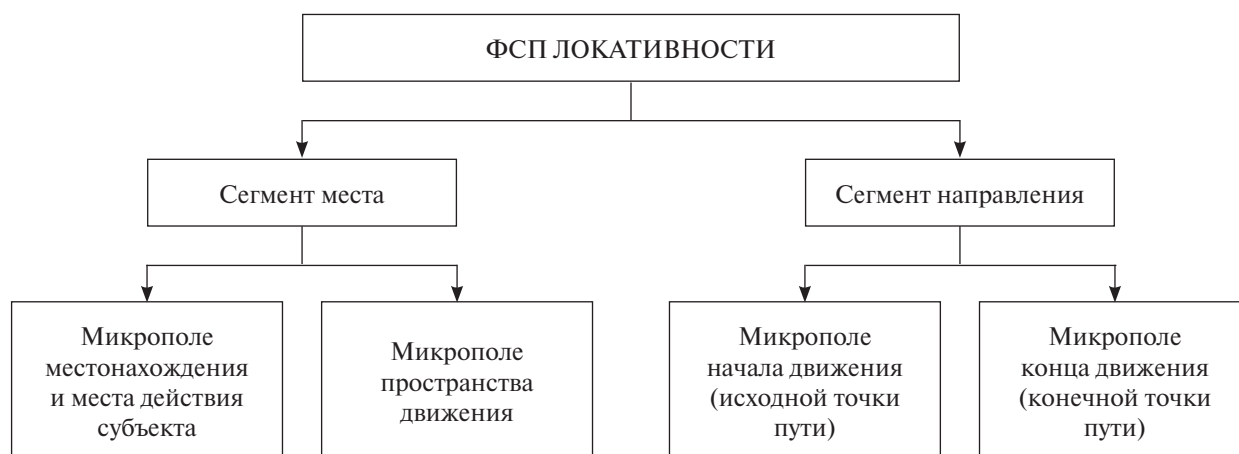 ФСП ЛОКАТИВНОСТИ
Сегмент места
Сегмент направления
Микрополе
местонахождения
и места действия
субъекта
Микрополе
пространства
движения
Микрополе
начала движения
(исходной точки
пути)
Микрополе
конца движения
(конечной точки
пути)